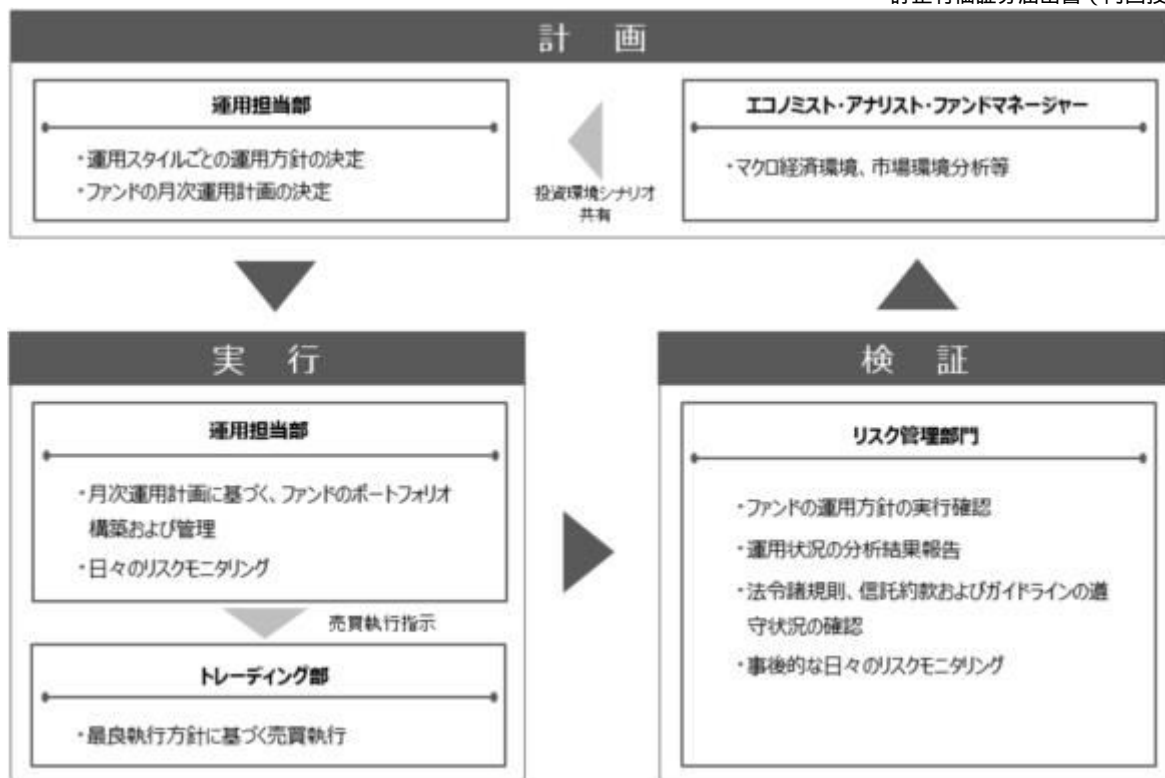 計 画
運用担当部
・運用スタイルごとの運用方針の決定
・ファンドの月次運用計画の決定
投資環境シナリオ
共有
エコノミスト・アナリスト・ファンドマネージャー
・マクロ経済環境、市場環境分析等
実 行
運用担当部
・月次運用計画に基づく、ファンドのポートフォリオ
構築および管理
・日々のリスクモニタリング
売買執行指示
トレーディング部
・最良執行方針に基づく売買執行
検 証
リスク管理部門
・ファンドの運用方針の実行確認
・運用状況の分析結果報告
・法令諸規則、信託約款およびガイドラインの遵
守状況の確認
・事後的な日々のリスクモニタリング